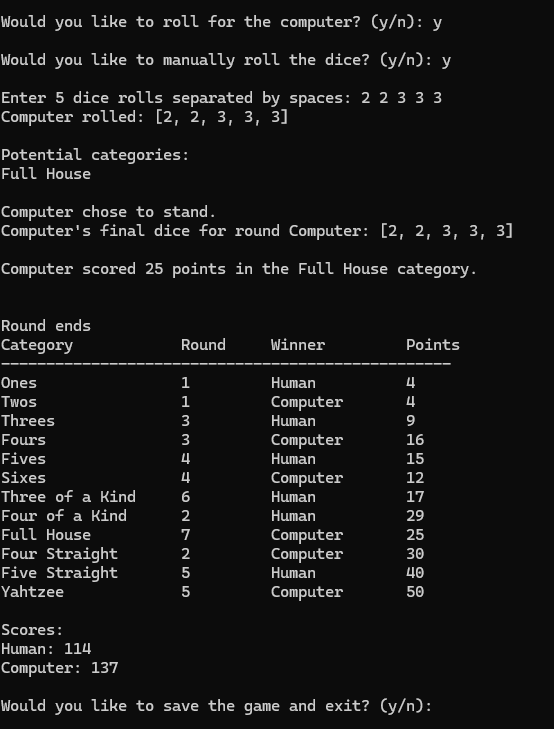 Would you like to roll for the computer? (y/n): y
Would you like to manually roll the dice? (y/n): y
Enter 5 dice rolls separated by spaces: 2 2 3 3 3
Computer rolled: [2, 2, 3, 3, 3]
Potential categories:
Full House
Computer chose to stand.
Computer's final dice for round Computer: [2, 2, 3, 3, 3]
Computer scored 25 points in the Full House category.
Round ends
Category Round Winner Points
--------------------------------------------------
Ones 1 Human 4
Twos 1 Computer 4
Threes 3 Human 9
Fours 3 Computer 16
Fives 4 Human 15
Sixes 4 Computer 12
Three of a Kind 6 Human 17
Four of a Kind 2 Human 29
Full House 7 Computer 25
Four Straight 2 Computer 30
Five Straight 5 Human 40
Yahtzee 5 Computer 50
Scores:
Human: 114
Computer: 137
Would you like to save the game and exit? (y/n):